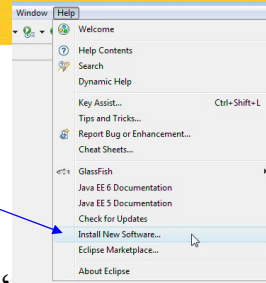 Window Help
Welcome
Help Contents
Search
Dynamic Help
Key Assist... Ctrl+Shift+L
Tips and Tricks...
Report Bug or Enhancement...
Cheat Sheets...
GlassFish
Java EE 6 Documentation
Java EE 5 Documentation
Check for Updates
Install New Software...
Eclipse Marketplace...
About Eclipse